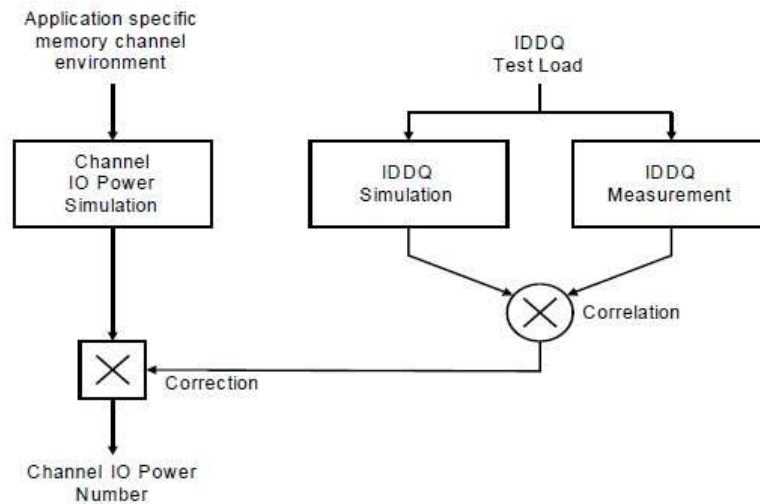 Application specific
memory channel
environment
IDDQ
Test Load
Channel
IO Power
Simulation
IDDQ
Simulation
IDDQ
Measurement
Correlation
Correction
Channel IO Power
Number